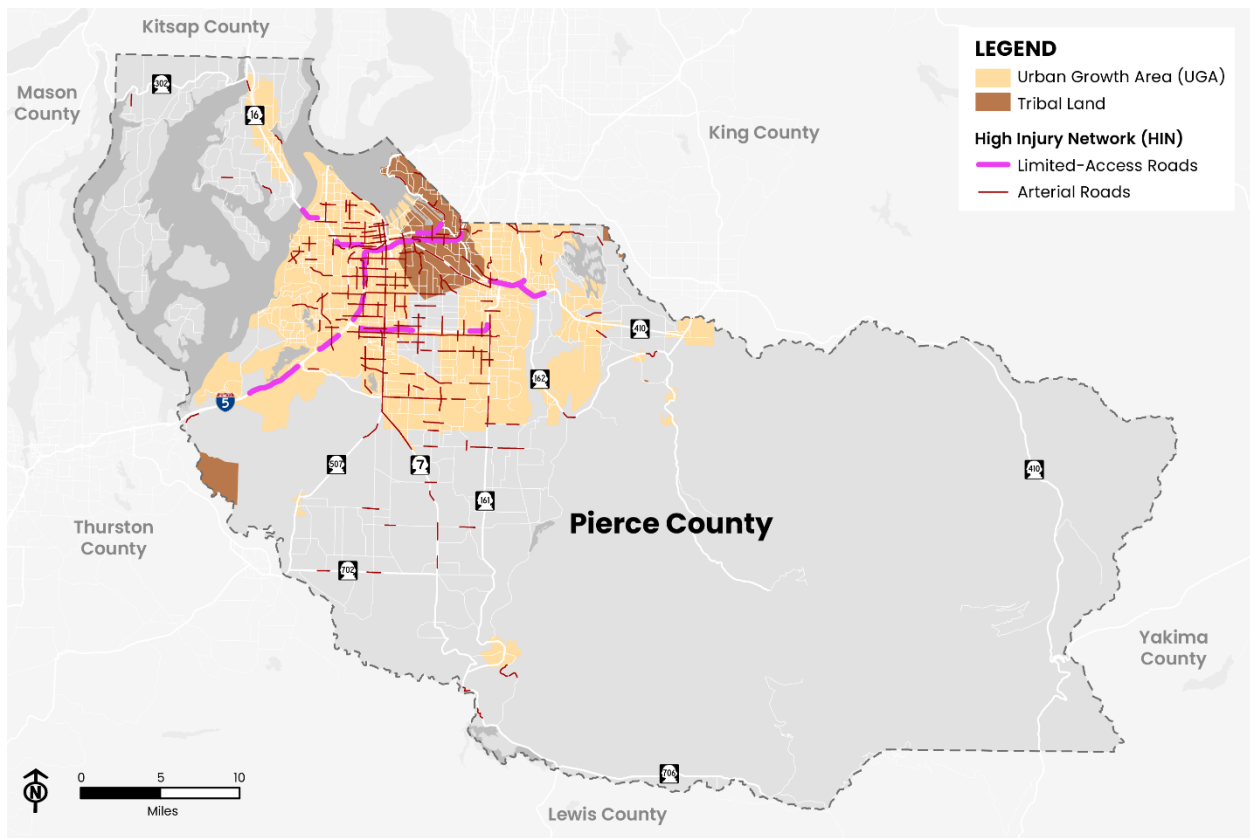 Kitsap County
Mason
County
302
16
King County
LEGEND
Urban Growth Area (UGA)
Tribal Land
High Injury Network (HIN)
Limited-Access Roads
Arterial Roads
410
162
5
507
7
161
410
Pierce County
Thurston
County
702
Yakima
County
706
Lewis County
N
0 5 10
Miles